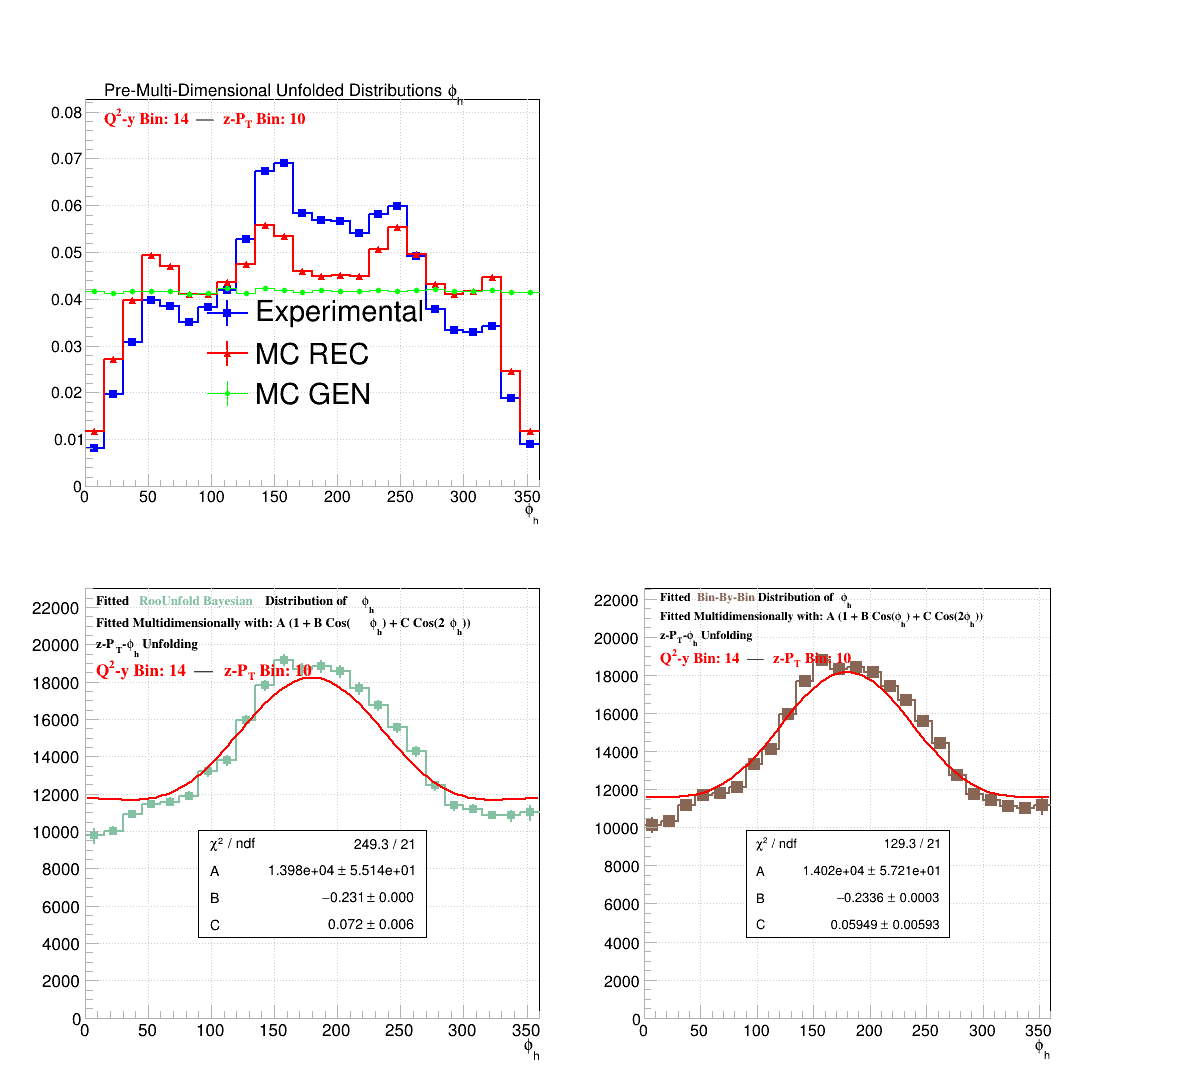 Pre-Multi-Dimensional Unfolded Distributions ϕh
Q2-y Bin: 14 — z-PT Bin: 10
0.08
0.07
0.06
0.05
0.04
0.03
0.02
0.01
0
Experimental
MC REC
MC GEN
0 50 100 150 200 250 300 350
ϕh
Fitted RooUnfold Bayesian Distribution of ϕh
Fitted Multidimensionally with: A (1 + B Cos( ϕh) + C Cos(2 ϕh))
z-PT-ϕh Unfolding
Q2-y Bin: 14 — z-PT Bin: 10
22000
20000
18000
16000
14000
12000
10000
8000
6000
4000
2000
0
χ2 / ndf 249.3 / 21
A 1.398e+04 ± 5.514e+01
B −0.231 ± 0.000
C 0.072 ± 0.006
0 50 100 150 200 250 300 350
ϕh
Fitted Bin-By-Bin Distribution of ϕh
Fitted Multidimensionally with: A (1 + B Cos(ϕh) + C Cos(2ϕh))
z-PT-ϕh Unfolding
Q2-y Bin: 14 — z-PT Bin: 10
22000
20000
18000
16000
14000
12000
10000
8000
6000
4000
2000
0
χ2 / ndf 129.3 / 21
A 1.402e+04 ± 5.721e+01
B −0.2336 ± 0.0003
C 0.05949 ± 0.00593
0 50 100 150 200 250 300 350
ϕh